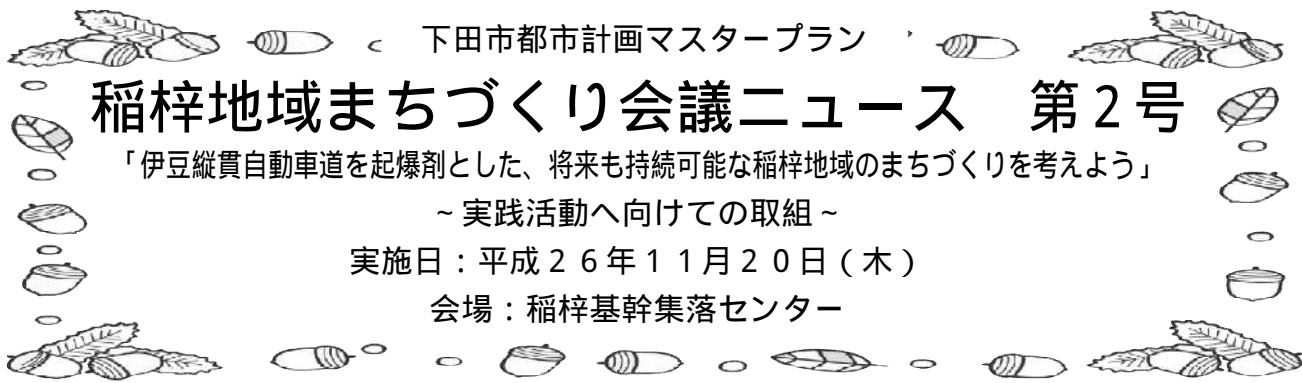 下田市都市計画マスタープラン
稲梓地域まちづくり会議ニュース　第２号
「伊豆縦貫自動車道を起爆剤とした、将来も持続可能な稲梓地域のまちづくりを考えよう」
~実践活動へ向けての取組~
実施日：平成２６年１１月２０日(木)
会場：稲梓基幹集落センター